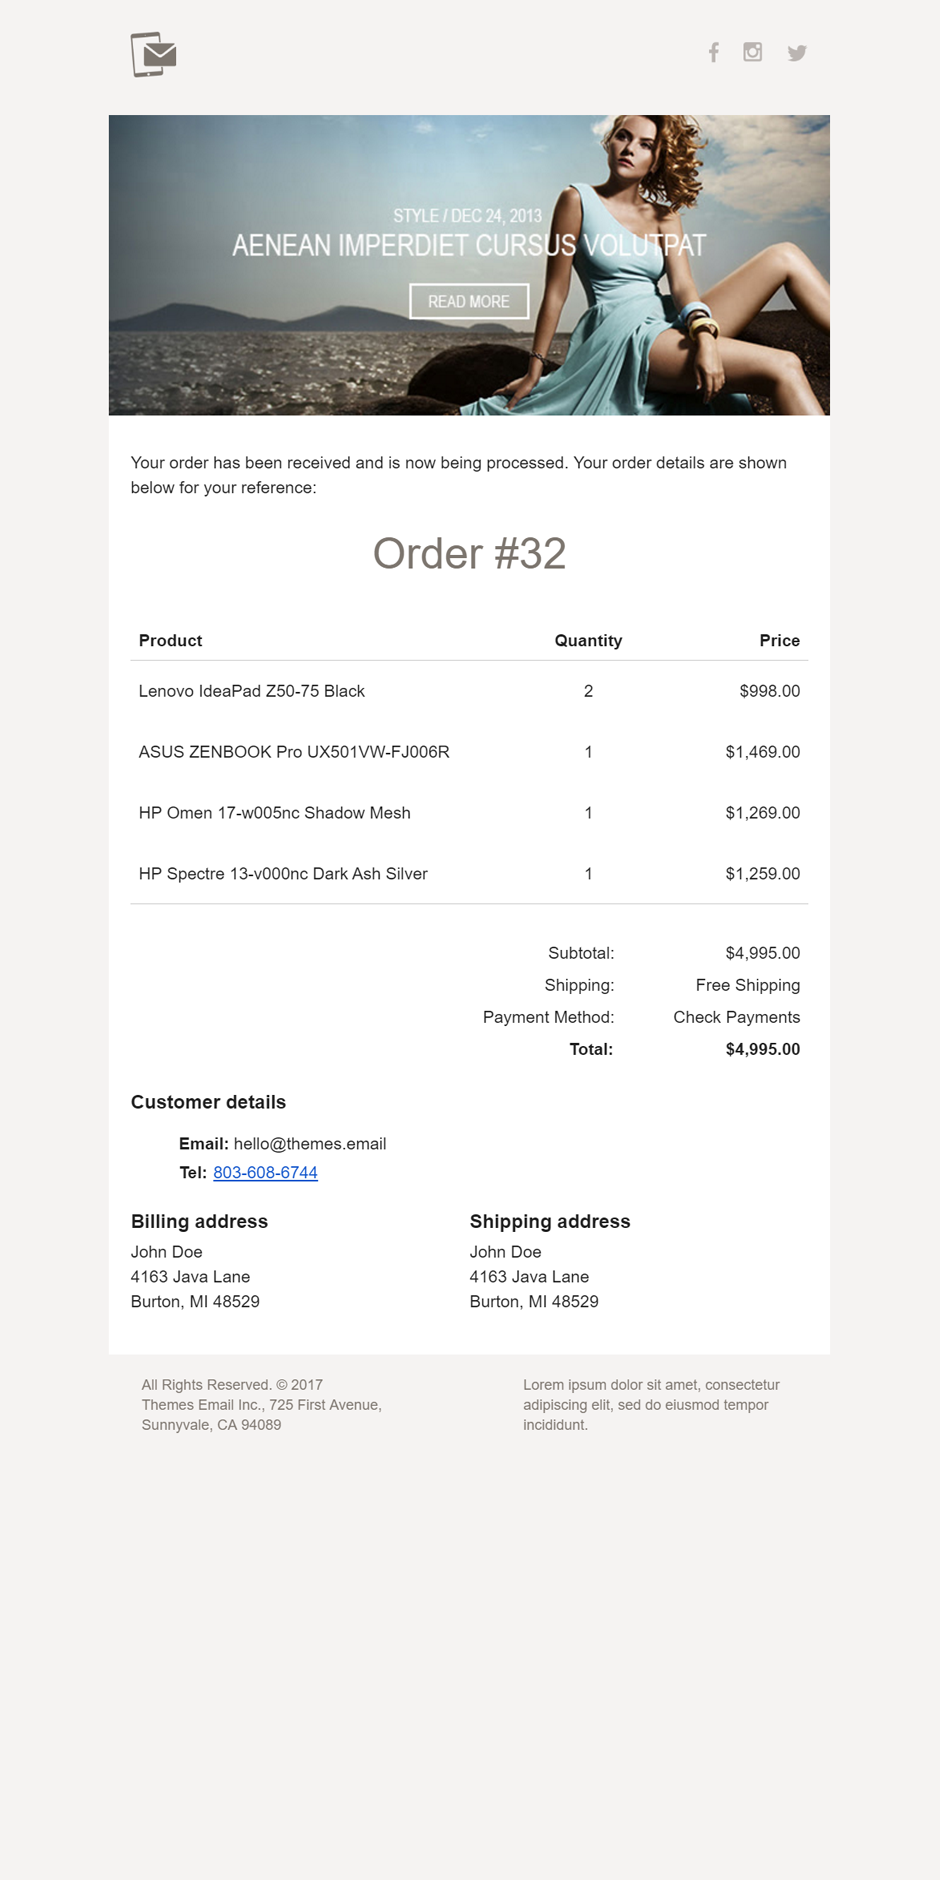 STYLE / DEC 24, 2013
AENEAN IMPERDIET CURSUS VOLUTPAT
READ MORE
Your order has been received and is now being processed. Your order details are shown
below for your reference:
Order #32
Product Quantity Price
Lenovo IdeaPad Z50-75 Black 2 $998.00
ASUS ZENBOOK Pro UX501VW-FJ006R 1 $1,469.00
HP Omen 17-w005nc Shadow Mesh 1 $1,269.00
HP Spectre 13-v000nc Dark Ash Silver 1 $1,259.00
Subtotal: $4,995.00
Shipping: Free Shipping
Payment Method: Check Payments
Total: $4,995.00
Customer details
Email: hello@themes.email
Tel: 803-608-6744
Billing address
John Doe
4163 Java Lane
Burton, MI 48529
Shipping address
John Doe
4163 Java Lane
Burton, MI 48529
All Rights Reserved. © 2017
Themes Email Inc., 725 First Avenue,
Sunnyvale, CA 94089
Lorem ipsum dolor sit amet, consectetur
adipiscing elit, sed do eiusmod tempor
incididunt.